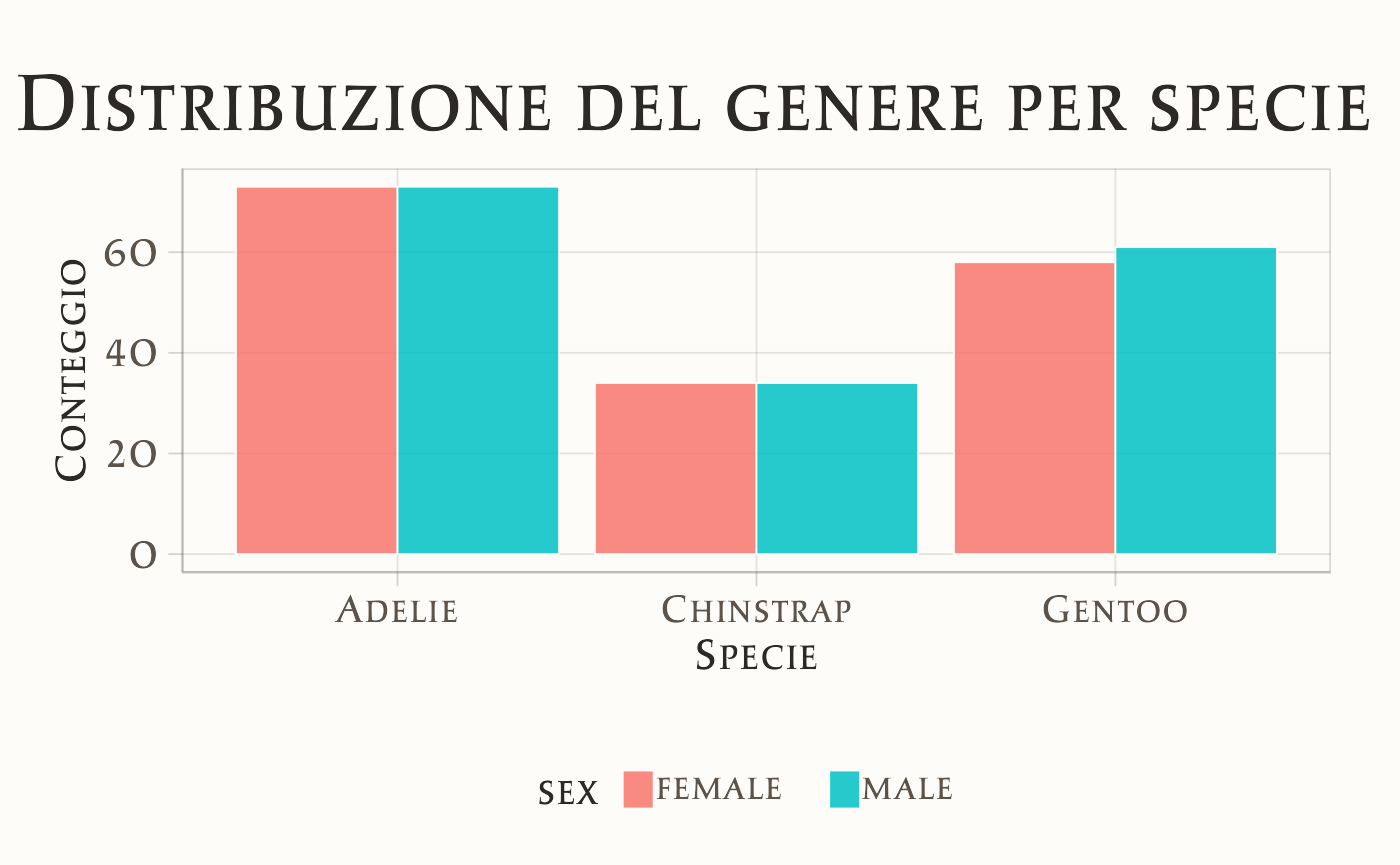 Distribuzione del genere per specie
Conteggio
60
40
20
0
Adelie
Chinstrap
Gentoo
Specie
sex
female
male